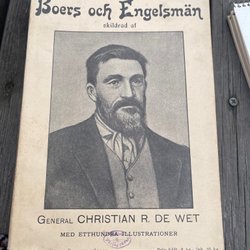 Boers och Engelsmän
skildrad af
GENERAL CHRISTIAN R. DE WET
MED ETTHUNDRA ILLUSTRATIONER